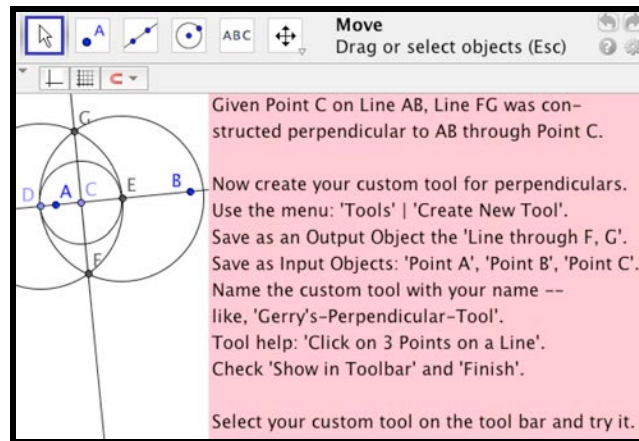 A
ABC
Move
Drag or select objects (Esc)
Given Point C on Line AB, Line FG was con-
structed perpendicular to AB through Point C.
Now create your custom tool for perpendiculars.
Use the menu: 'Tools' | 'Create New Tool'.
Save as an Output Object the 'Line through F, G'.
Save as Input Objects: 'Point A', 'Point B', 'Point C'.
Name the custom tool with your name --
like, 'Gerry's-Perpendicular-Tool'.
Tool help: 'Click on 3 Points on a Line'.
Check 'Show in Toolbar' and 'Finish'.
Select your custom tool on the tool bar and try it.
G
D A C E B
F